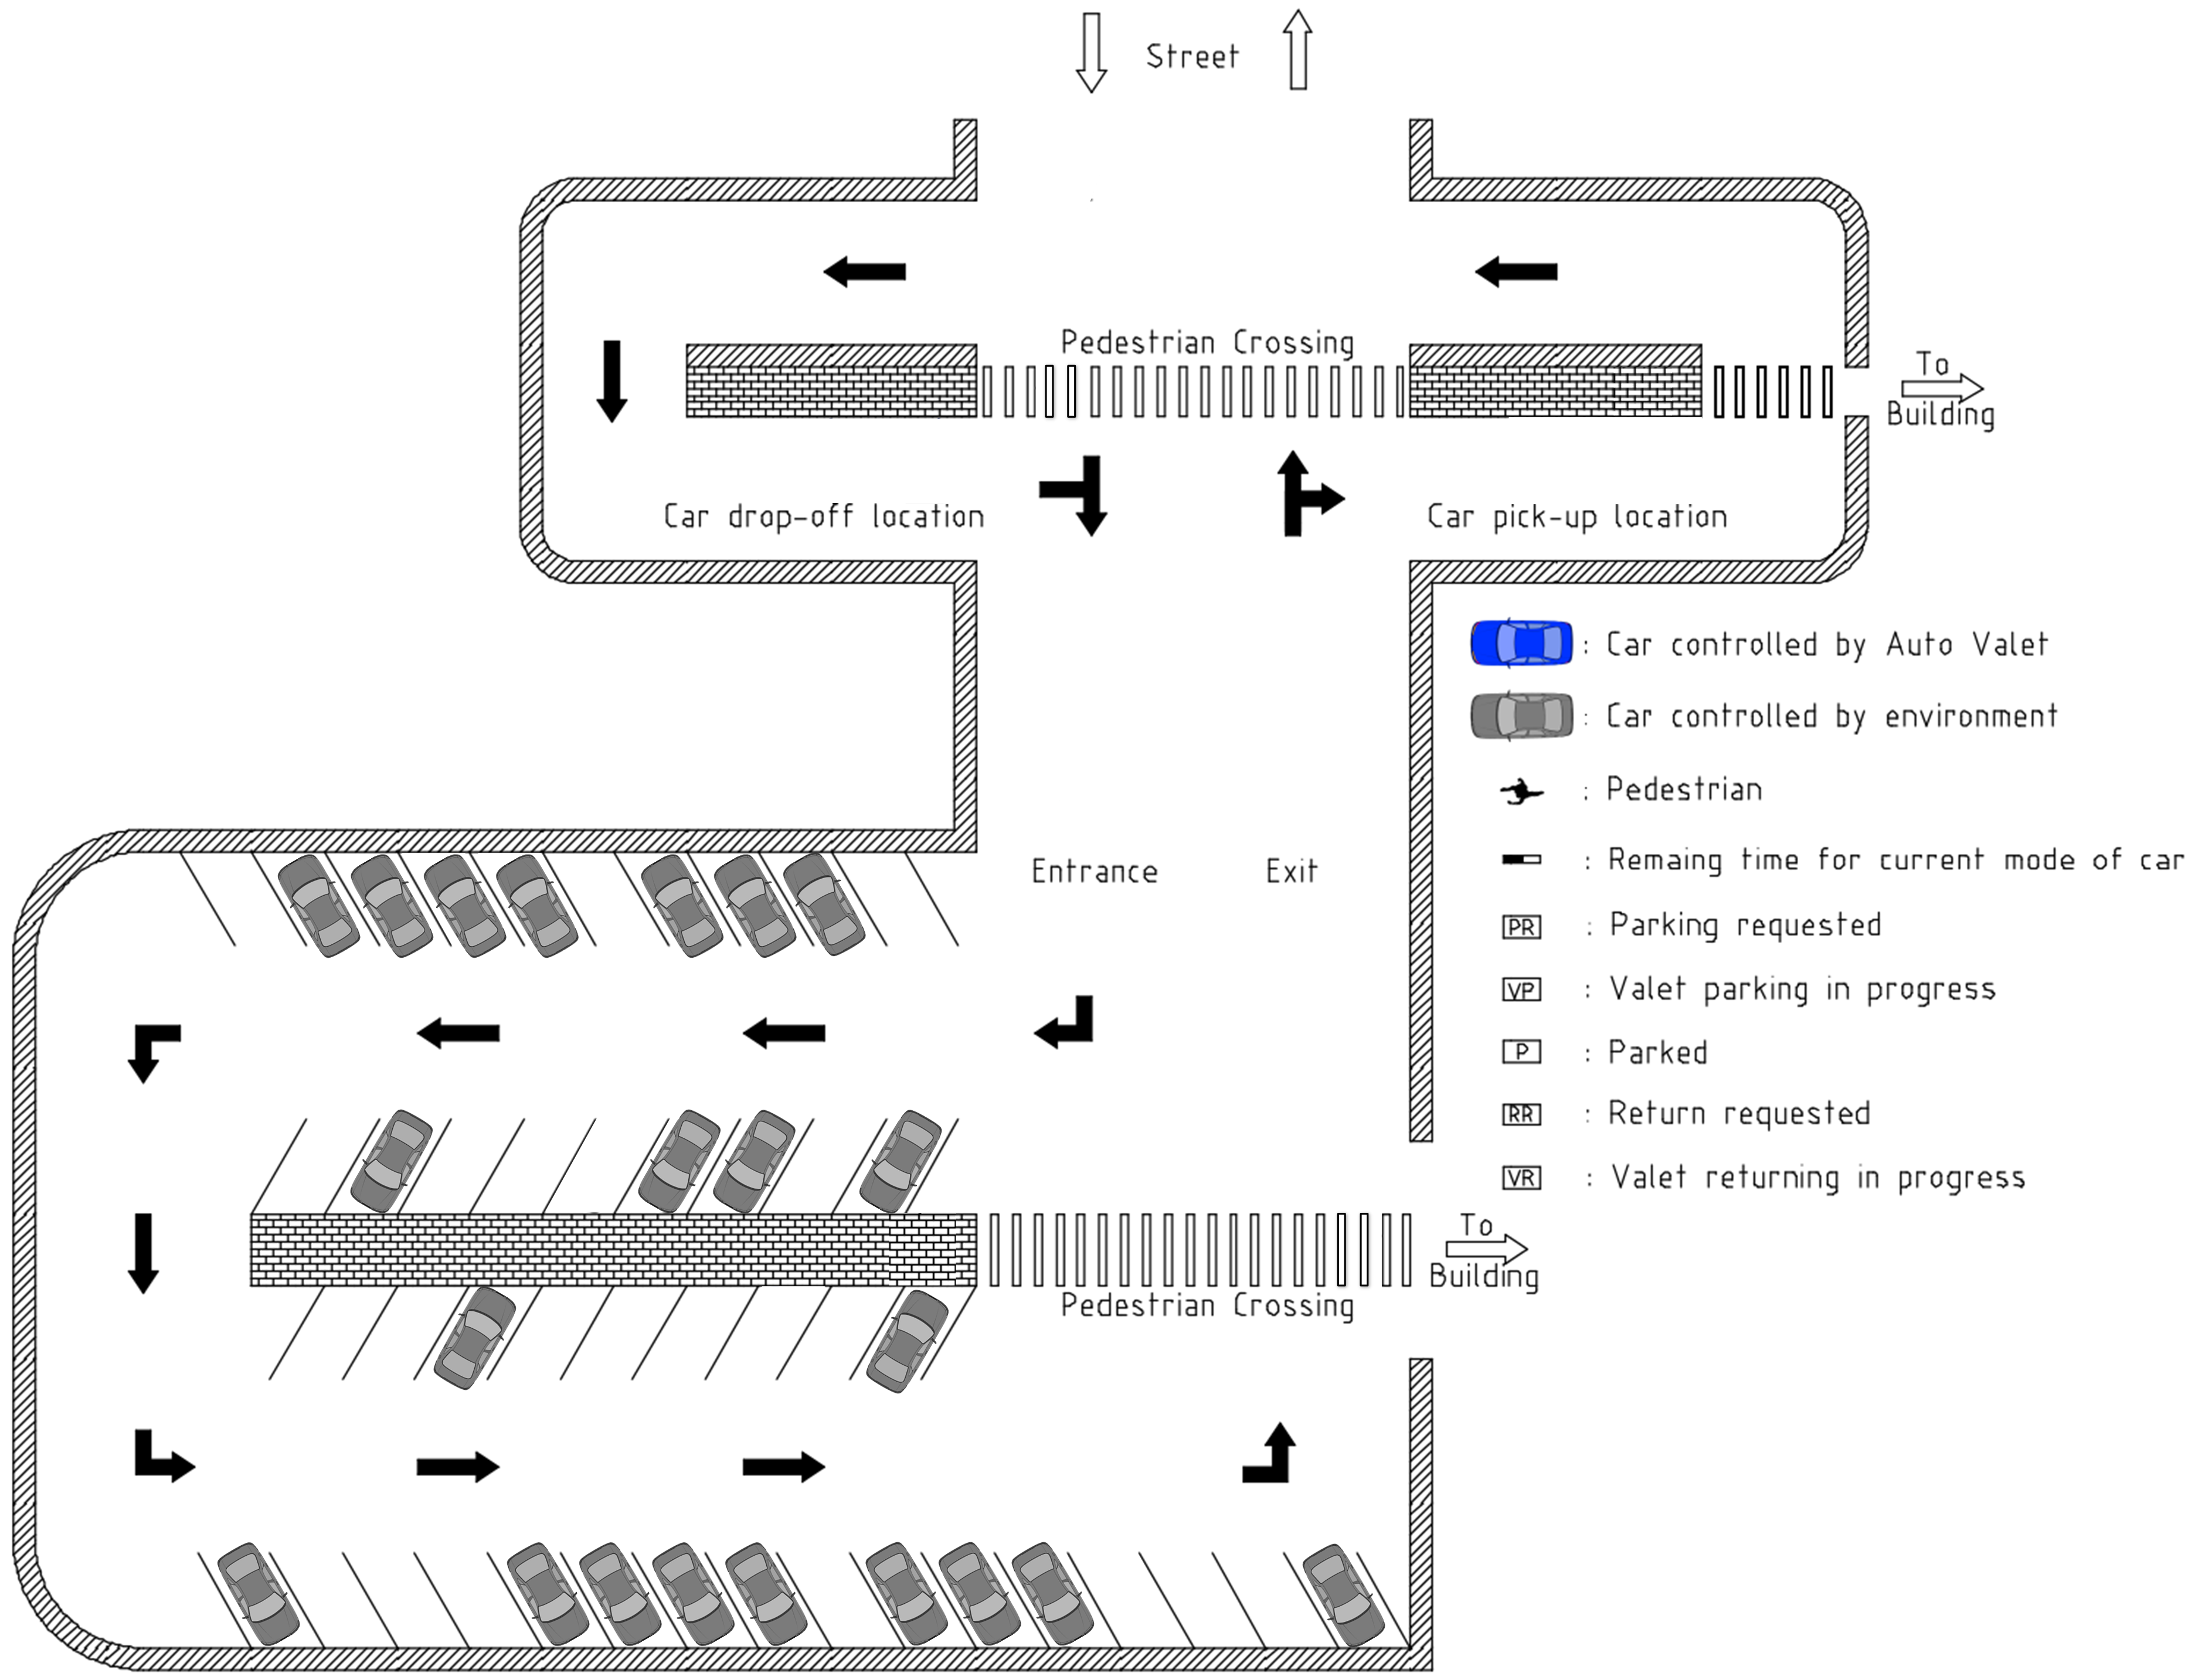 Street
Pedestrian Crossing
To
Building
Car drop-off location
Car pick-up location
: Car controlled by Auto Valet
: Car controlled by environment
: Pedestrian
: Remaing time for current mode of car
Entrance
Exit
PR : Parking requested
VP : Valet parking in progress
P : Parked
RR : Return requested
VR : Valet returning in progress
To
Building
Pedestrian Crossing